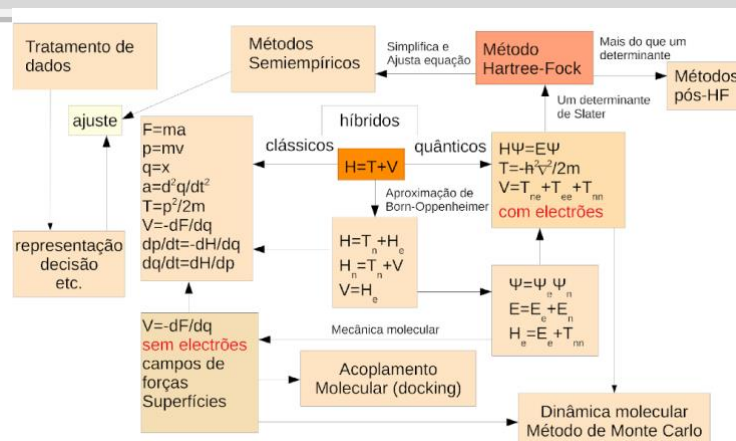 Tratamento de
dados
Métodos
Semiempíricos
Simplifica e
Ajusta equação
Método
Hartree-Fock
Mais do que um
determinante
Métodos
pós-HF
ajuste
Um determinante
de Slater
híbridos
clássicos
quânticos
H=T+V
F=ma
p=mv
q=x
a=d²q/dt²
T=p²/2m
V=-dF/dq
dp/dt=-dH/dq
dq/dt=dH/dp
HΨ=EΨ
T=-ħ²∇²/2m
V=Tₙₑ+Tₑₑ+Tₙₙ
com electrões
Aproximação de
Born-Oppenheimer
representação
decisão
etc.
H=Tₙ+Hₑ
Hₙ=Tₙ+V
V=Hₑ
Ψ=ΨₑΨₙ
E=Eₑ+Eₙ
Hₑ=Eₑ+Tₙₙ
V=-dF/dq
sem electrões
campos de
forças
Superfícies
Mecânica molecular
Acoplamento
Molecular (docking)
Dinâmica molecular
Método de Monte Carlo